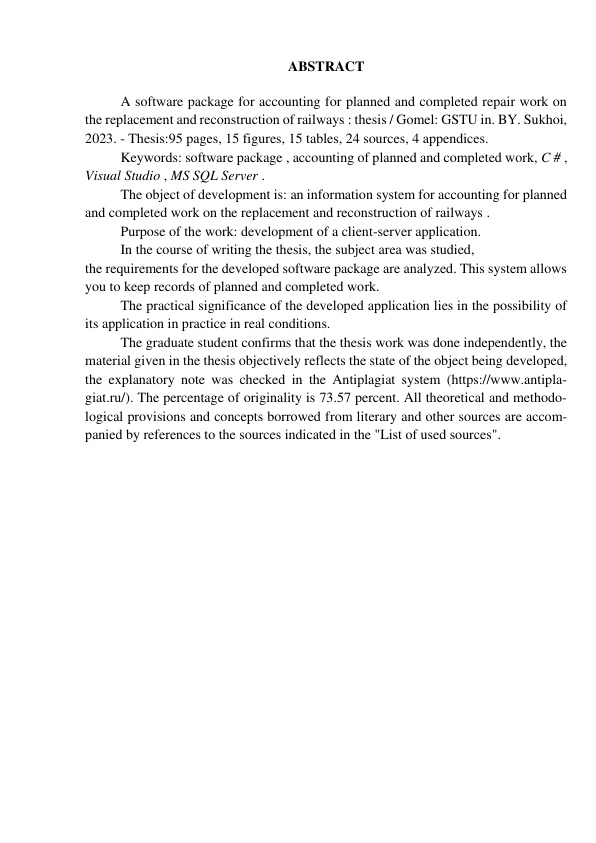 ABSTRACT
A software package for accounting for planned and completed repair work on
the replacement and reconstruction of railways : thesis / Gomel: GSTU in. BY. Sukhoi,
2023. - Thesis:95 pages, 15 figures, 15 tables, 24 sources, 4 appendices.
Keywords: software package , accounting of planned and completed work, C # ,
Visual Studio , MS SQL Server .
The object of development is: an information system for accounting for planned
and completed work on the replacement and reconstruction of railways .
Purpose of the work: development of a client-server application.
In the course of writing the thesis, the subject area was studied,
the requirements for the developed software package are analyzed. This system allows
you to keep records of planned and completed work.
The practical significance of the developed application lies in the possibility of
its application in practice in real conditions.
The graduate student confirms that the thesis work was done independently, the
material given in the thesis objectively reflects the state of the object being developed,
the explanatory note was checked in the Antiplagiat system (https://www.antipla-
giat.ru/). The percentage of originality is 73.57 percent. All theoretical and methodo-
logical provisions and concepts borrowed from literary and other sources are accom-
panied by references to the sources indicated in the "List of used sources".